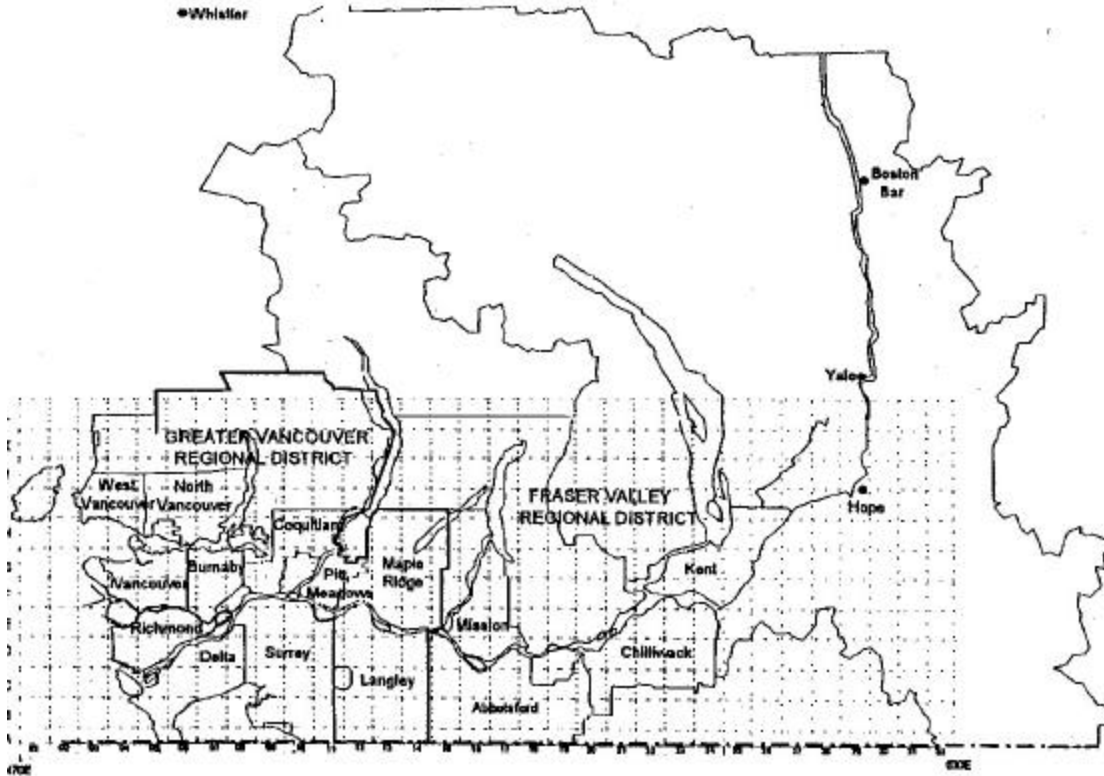 Whistler
Boston
Bar
Yale
GREATER VANCOUVER
REGIONAL DISTRICT
West
Vancouver
North
Vancouver
FRASER VALLEY
REGIONAL DISTRICT
Hope
Coquitlam
Vancouver
Burnaby
Pitt
Meadows
Maple
Ridge
Kent
Richmond
Mission
Delta
Surrey
Langley
Chilliwack
Abbotsford